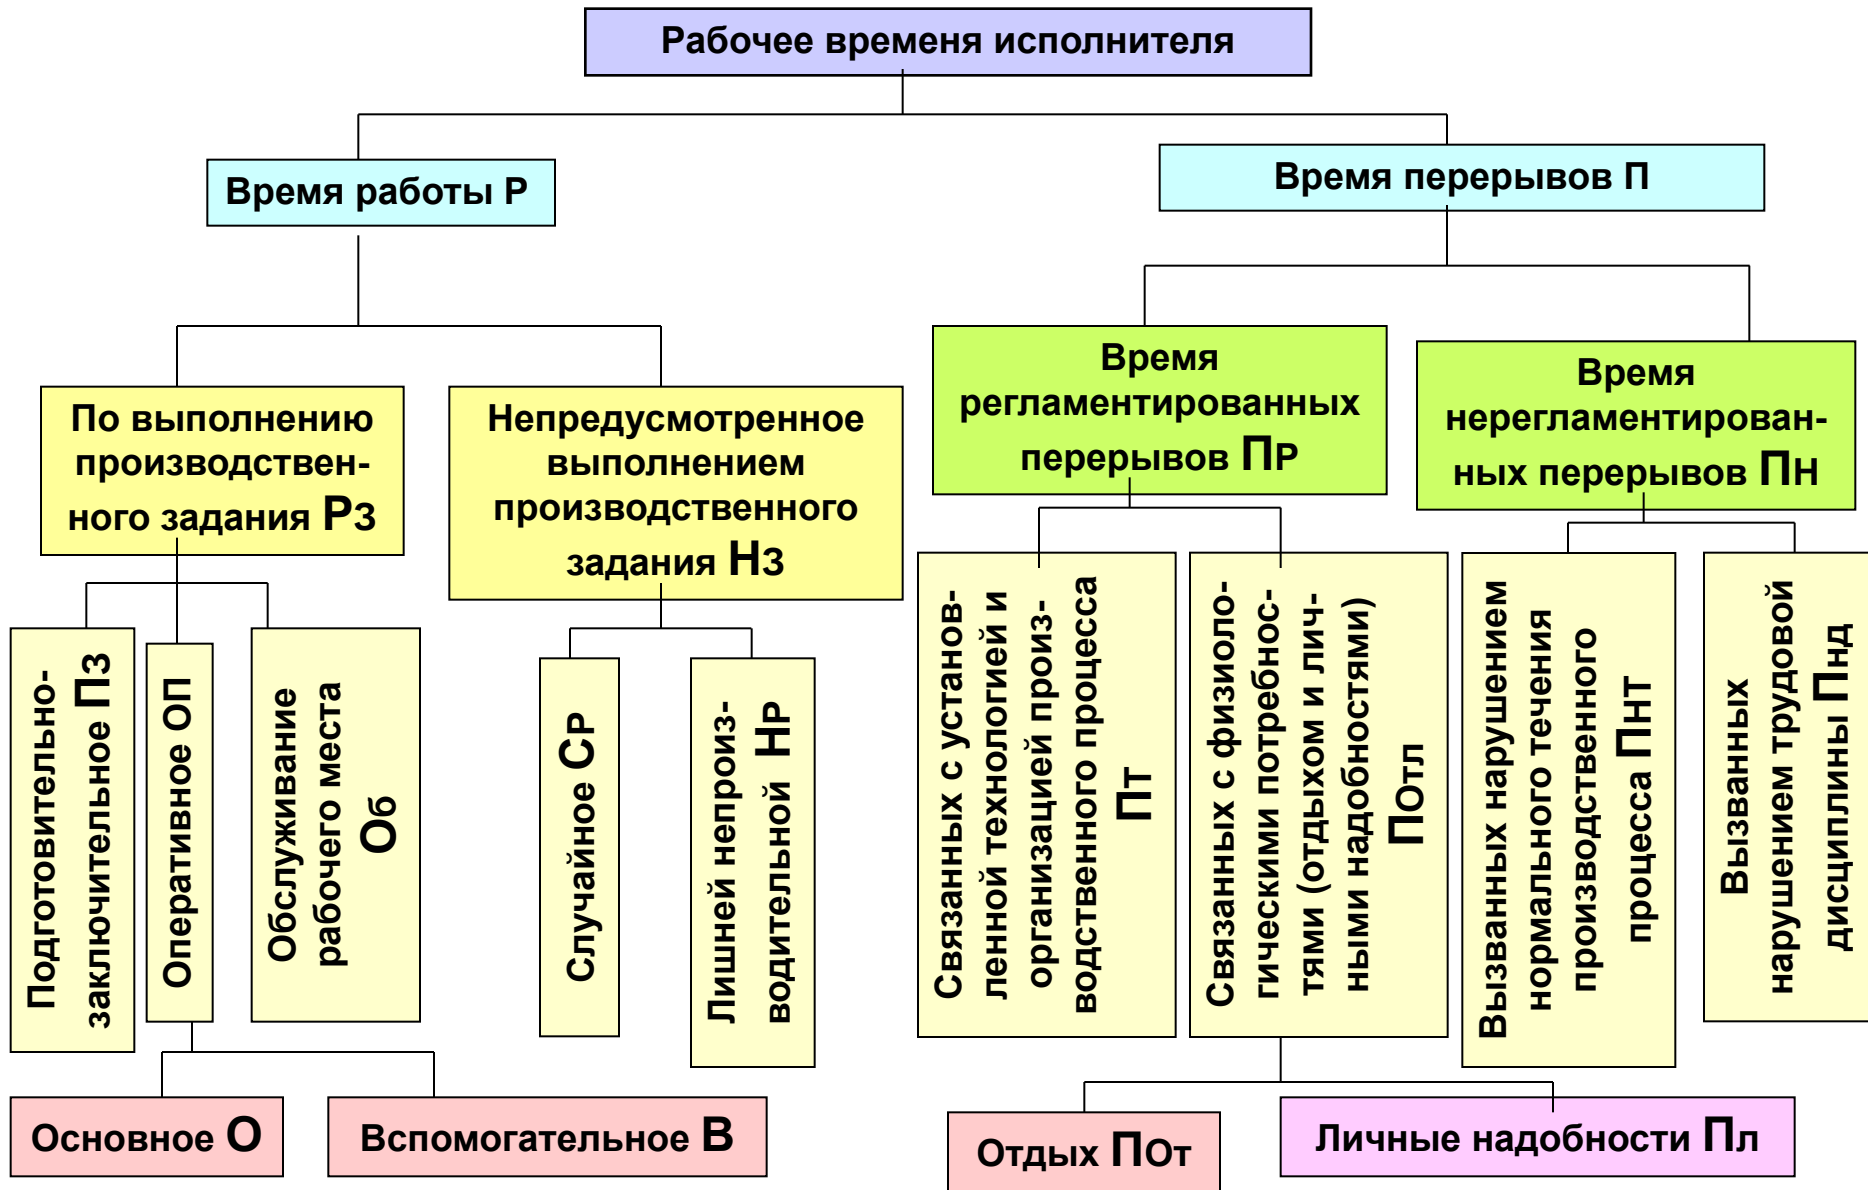 Рабочее временя исполнителя
Время работы Р
Время перерывов П
По выполнению
производствен-
ного задания Рз
Непредусмотренное
выполнением
производственного
задания Нз
Время
регламентированных
перерывов Пр
Время
нерегламентирован-
ных перерывов Пн
Подготовительно-
заключительное Пз
Оперативное ОП
Обслуживание
рабочего места
Об
Случайное Ср
Лишней непроиз-
водительной Нр
Связанных с установ-
ленной технологией и
организацией произ-
водственного процесса
Пт
Связанных с физиоло-
гическими потребнос-
тями (отдыхом и лич-
ными надобностями)
ПОтл
Вызванных нарушением
нормального течения
производственного
процесса Пнт
Вызванных
нарушением трудовой
дисциплины Пнд
Основное О
Вспомогательное В
Отдых ПОт
Личные надобности Пл